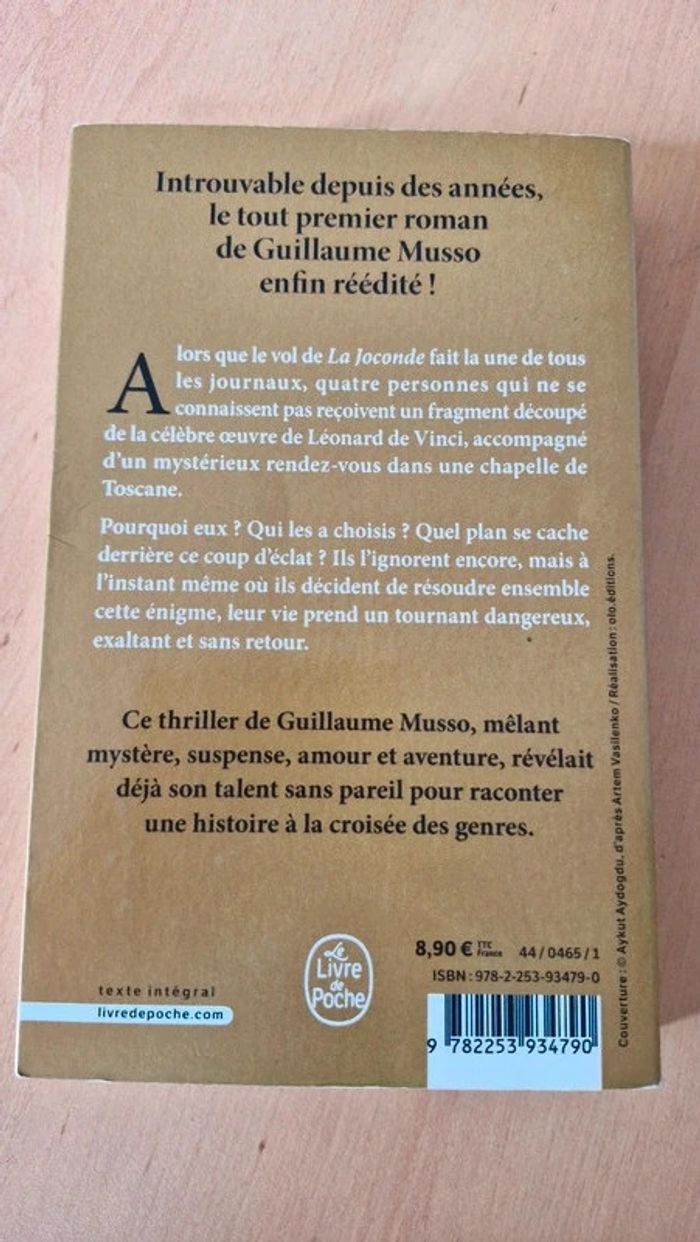 Introuvable depuis des années,
le tout premier roman
de Guillaume Musso
enfin réédité !
Alors que le vol de La Joconde fait la une de tous
les journaux, quatre personnes qui ne se
connaissent pas reçoivent un fragment découpé
de la célèbre œuvre de Léonard de Vinci, accompagné
d'un mystérieux rendez-vous dans une chapelle de
Toscane.
Pourquoi eux ? Qui les a choisis ? Quel plan se cache
derrière ce coup d'éclat ? Ils l'ignorent encore, mais à
l'instant même où ils décident de résoudre ensemble
cette énigme, leur vie prend un tournant dangereux,
exaltant et sans retour.
Ce thriller de Guillaume Musso, mêlant
mystère, suspense, amour et aventure, révélait
déjà son talent sans pareil pour raconter
une histoire à la croisée des genres.
texte intégral
livredepoche.com
Le
Livre
de
Poche
8,90 € TTC France 44 / 0465 / 1
ISBN : 978-2-253-93479-0
9 782253 934790
Couverture : © Aykut Aydogdu, d'après Artem Vasilenko / Réalisation : olo.éditions.